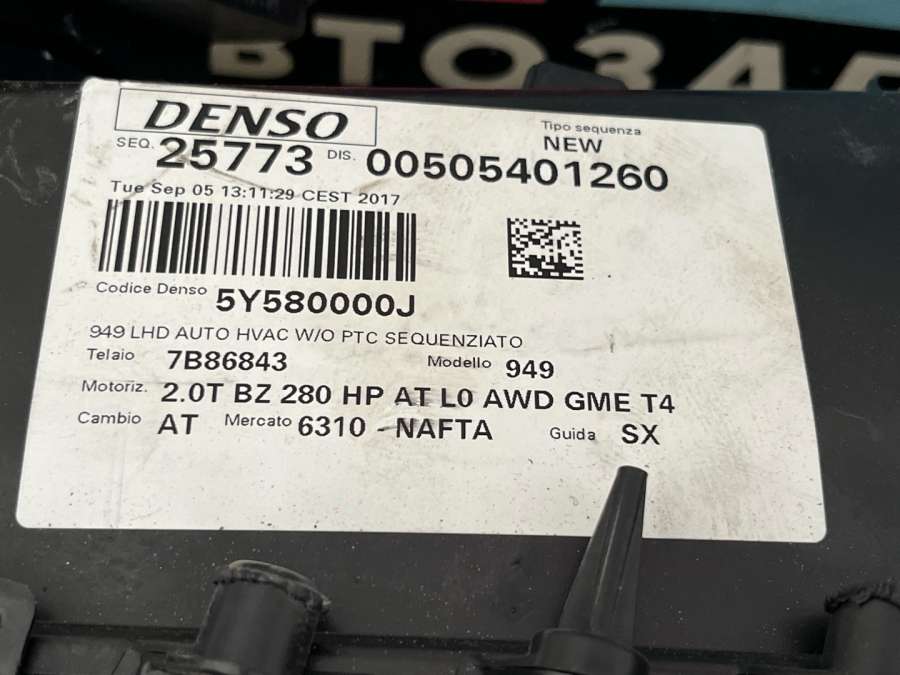 DENSO
Tipo sequenza
NEW
SEQ. 25773 DIS. 00505401260
Tue Sep 05 13:11:29 CEST 2017
Codice Denso 5Y580000J
949 LHD AUTO HVAC W/O PTC SEQUENZIATO
Telaio 7B86843 Modello 949
Motoriz. 2.0T BZ 280 HP AT L0 AWD GME T4
Cambio AT Mercato 6310 - NAFTA Guida SX